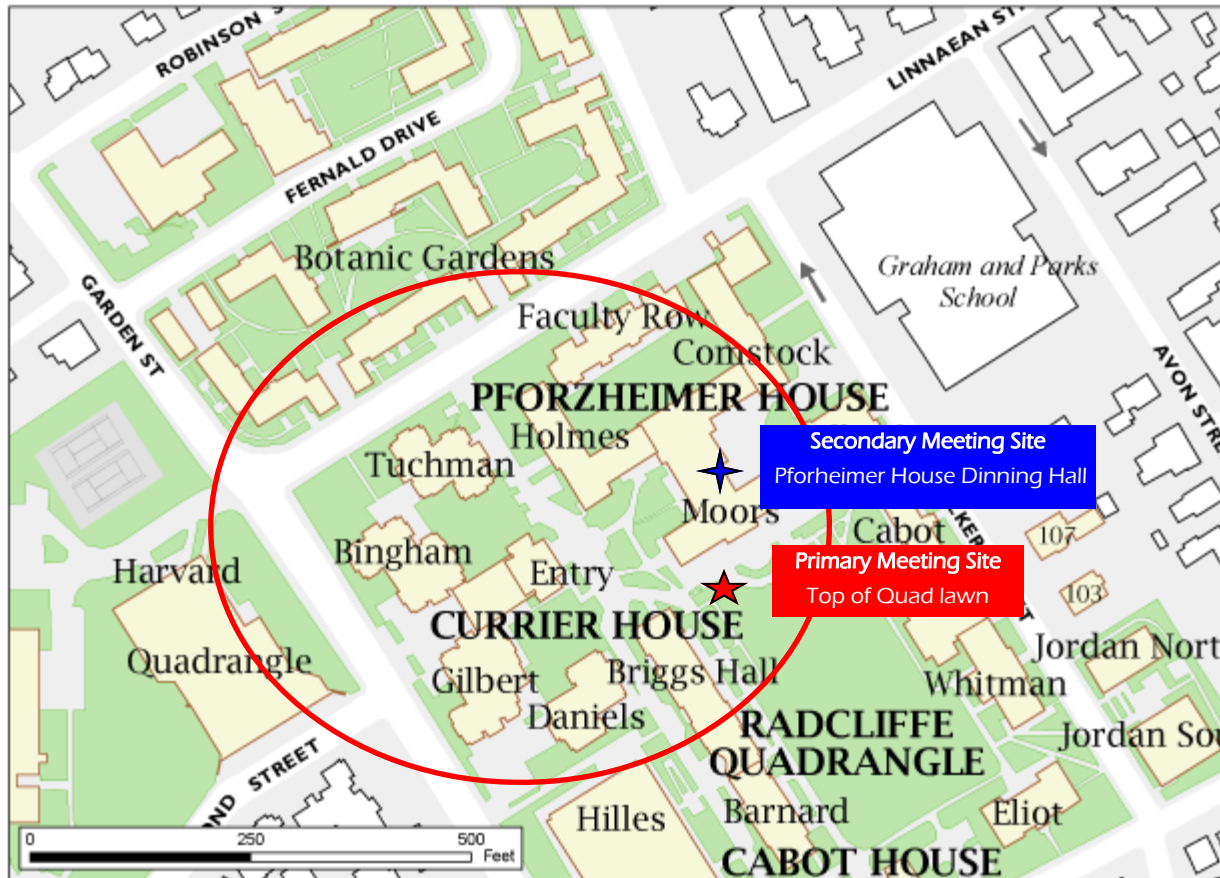 ROBINSON S
LINNAEAN ST
FERNALD DRIVE
Botanic Gardens
GARDEN ST
Graham and Parks
School
Faculty Row
Comstock
AVON STRE
PFORZHEIMER HOUSE
Holmes
Tuchman
Secondary Meeting Site
Pforheimer House Dinning Hall
Moors
Cabot
KER
T
107
Bingham
Harvard
Entry
Primary Meeting Site
Top of Quad lawn
103
CURRIER HOUSE
Quadrangle
Gilbert
Briggs Hall
Jordan Nort
Whitman
Daniels
RADCLIFFE
QUADRANGLE
Jordan Sou
OND STREET
Hilles
Barnard
Eliot
CABOT HOUSE
0 250 500
Feet